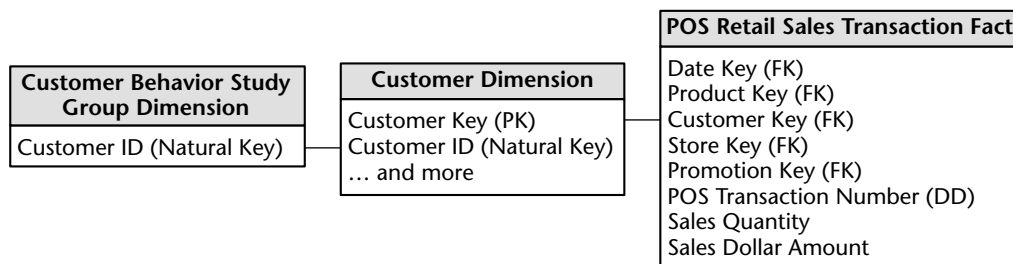 Customer Behavior Study
Group Dimension
Customer ID (Natural Key)
Customer Dimension
Customer Key (PK)
Customer ID (Natural Key)
… and more
POS Retail Sales Transaction Fact
Date Key (FK)
Product Key (FK)
Customer Key (FK)
Store Key (FK)
Promotion Key (FK)
POS Transaction Number (DD)
Sales Quantity
Sales Dollar Amount